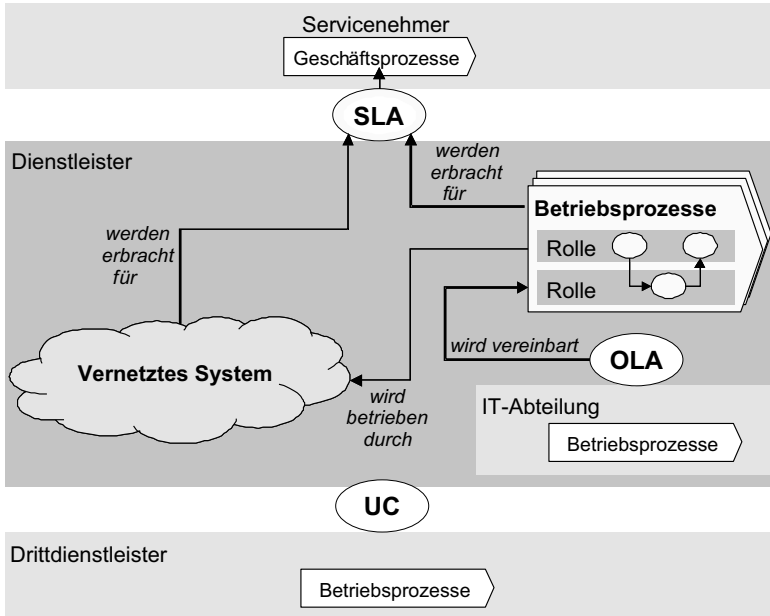 Servicenehmer
Geschäftsprozesse
SLA
Dienstleister
werden
erbracht
für
werden
erbracht
für
Betriebsprozesse
Rolle
Rolle
wird vereinbart
OLA
Vernetztes System
wird
betrieben
durch
IT-Abteilung
Betriebsprozesse
UC
Drittdienstleister
Betriebsprozesse